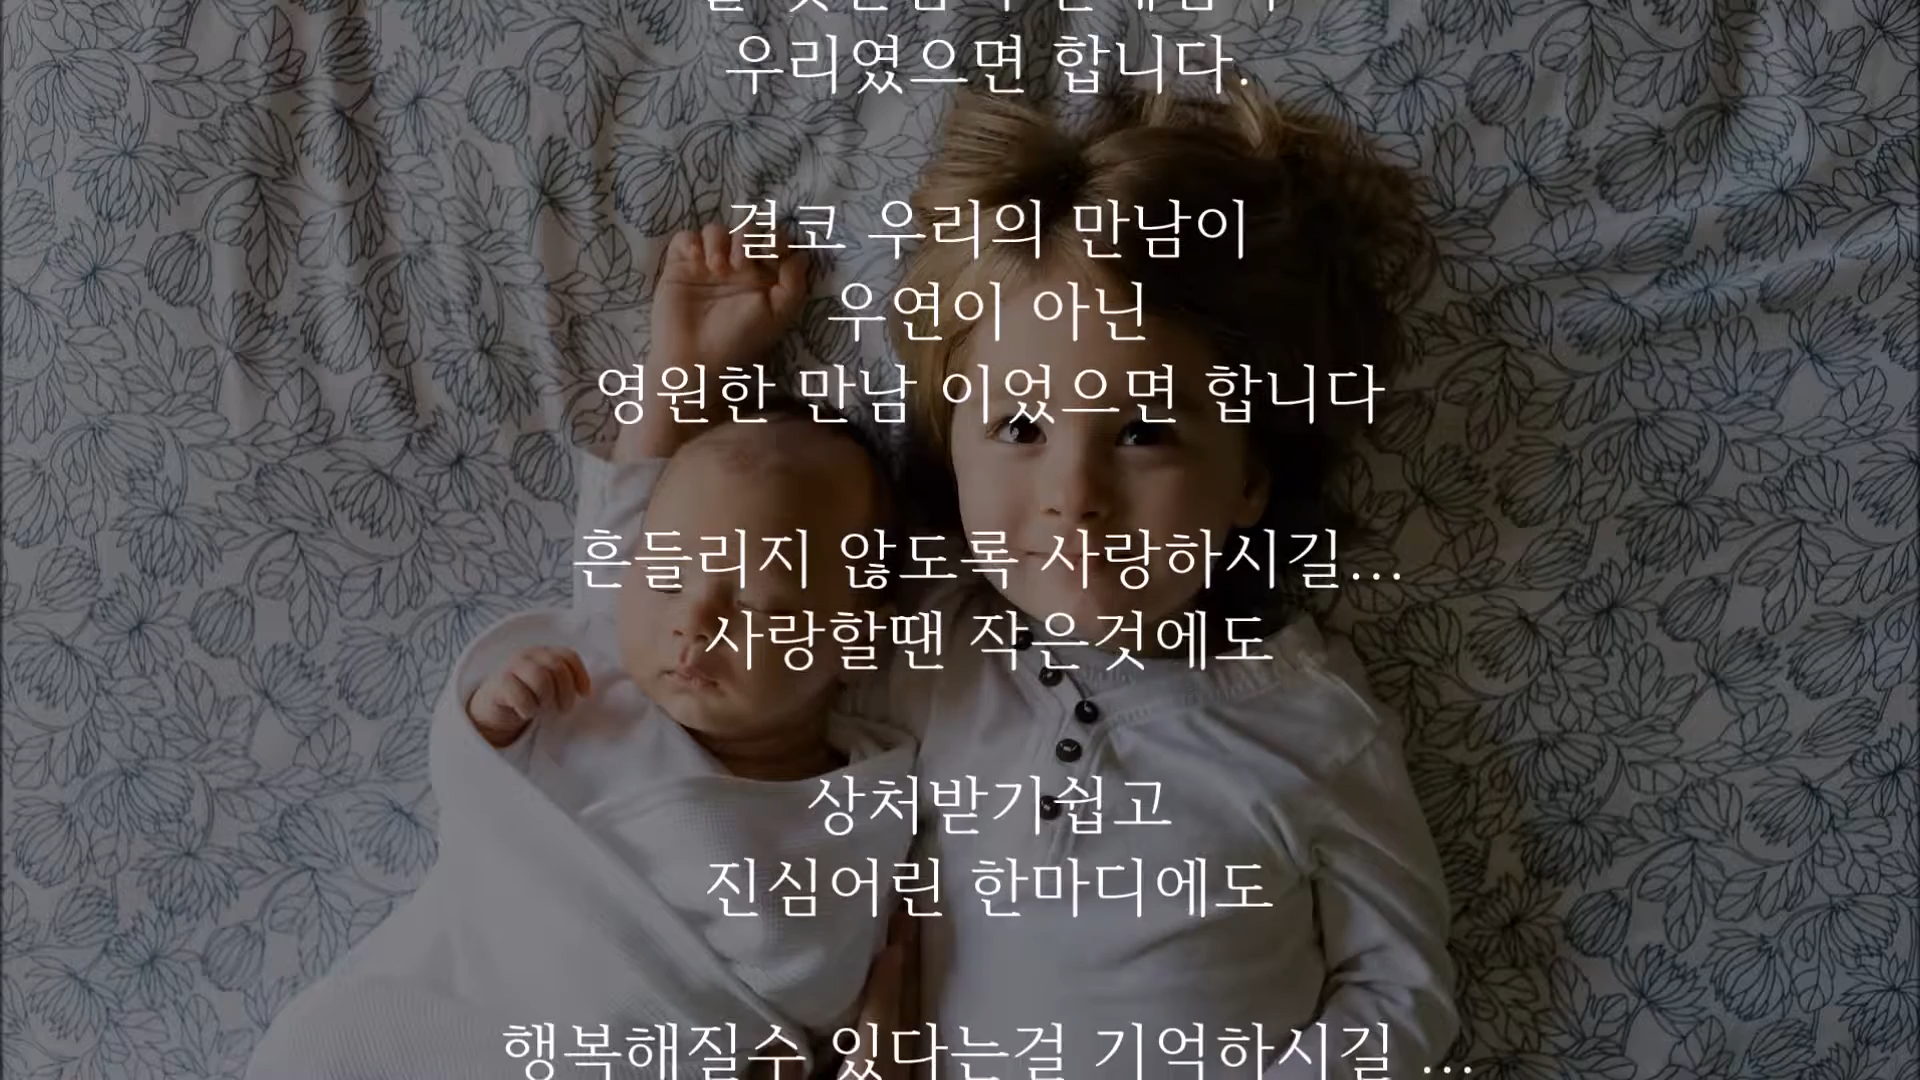 우리였으면 합니다.
결코 우리의 만남이
우연이 아닌
영원한 만남 이었으면 합니다
흔들리지 않도록 사랑하시길...
사랑할땐 작은것에도
상처받기쉽고
진심어린 한마디에도
행복해질수 있다는걸 기억하시길 ...